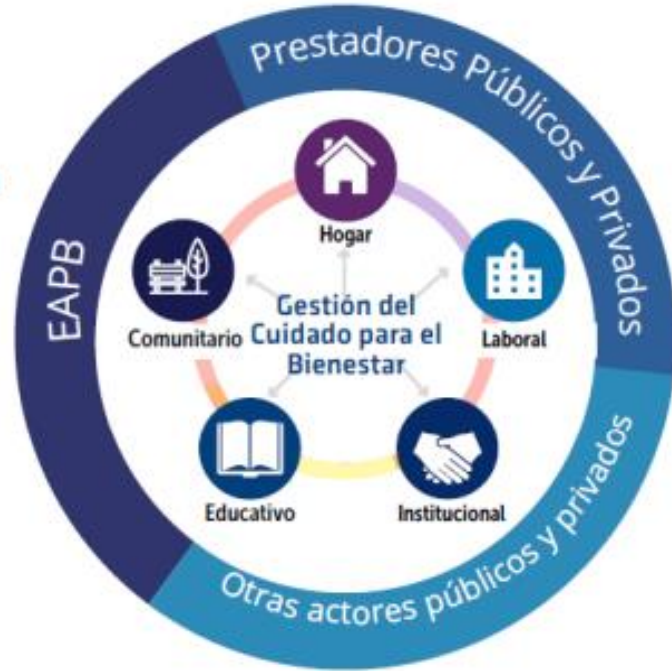 Prestadores Públicos y Privados
EAPB
Hogar
Comunitario
Gestión del
Cuidado para el
Bienestar
Laboral
Educativo
Institucional
Otras actores públicos y privados